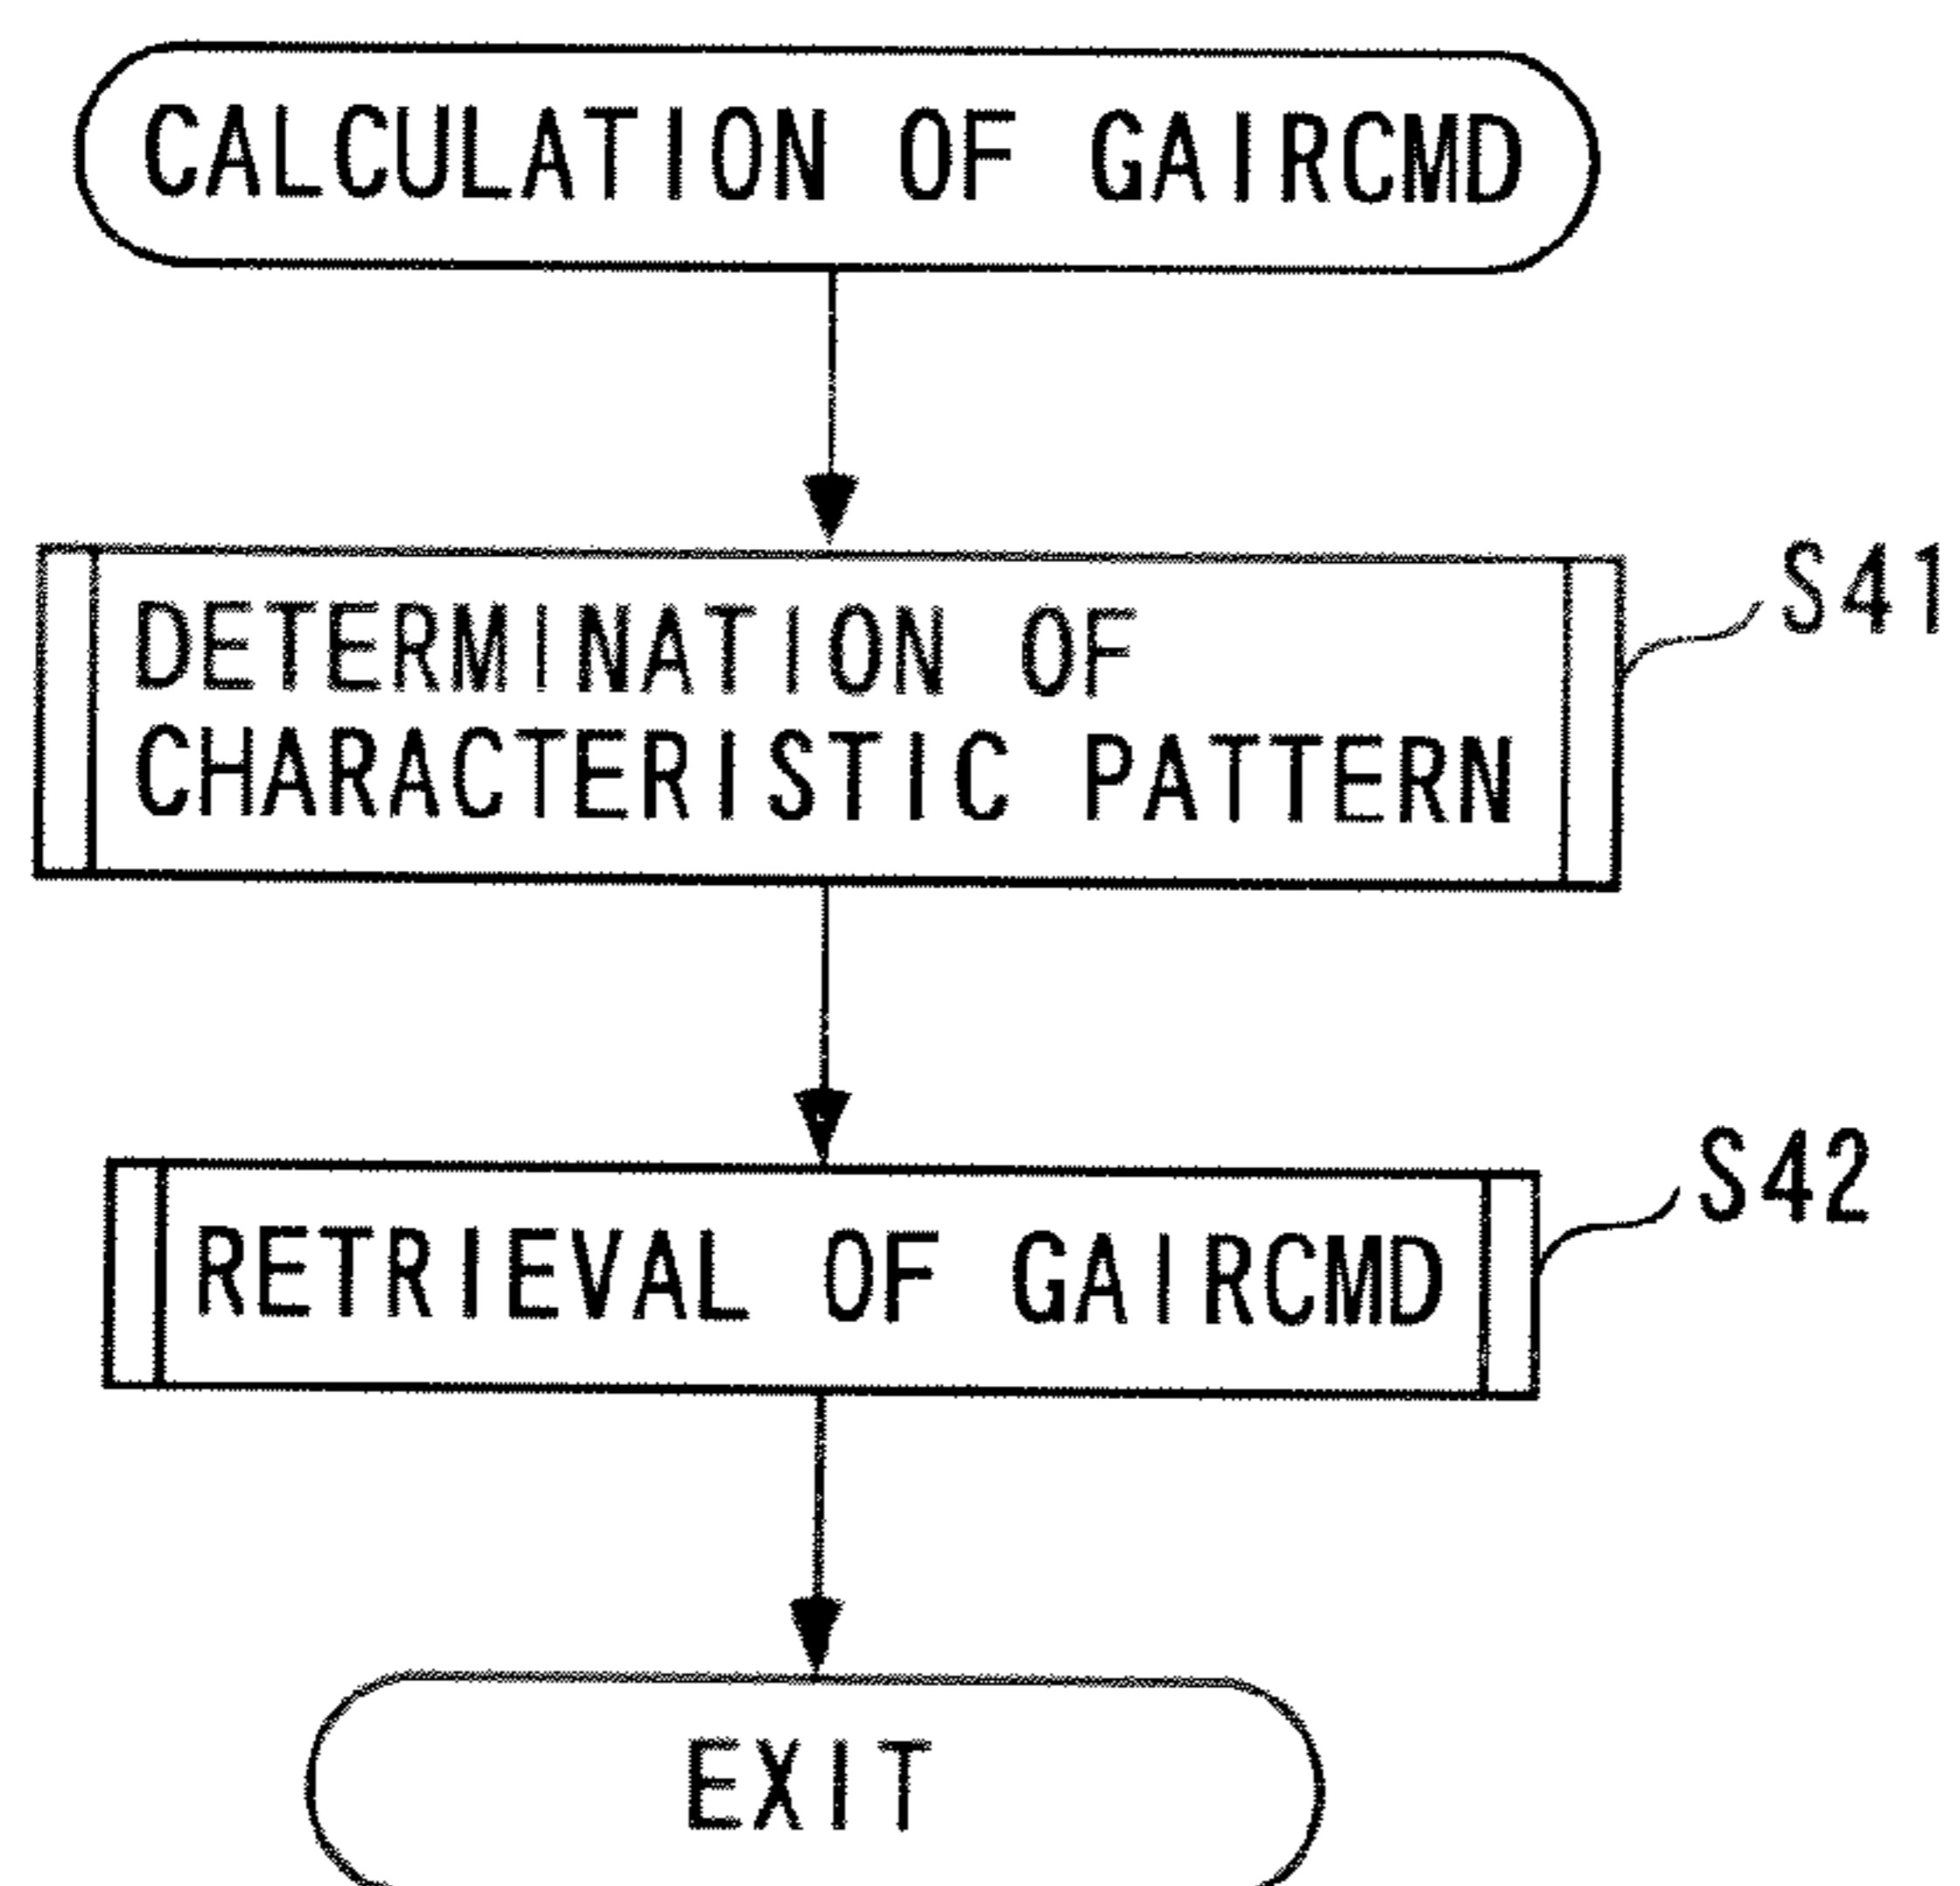 CALCULATION OF GAIRCMD
DETERMINATION OF
CHARACTERISTIC PATTERN
S41
RETRIEVAL OF GAIRCMD
S42
EXIT